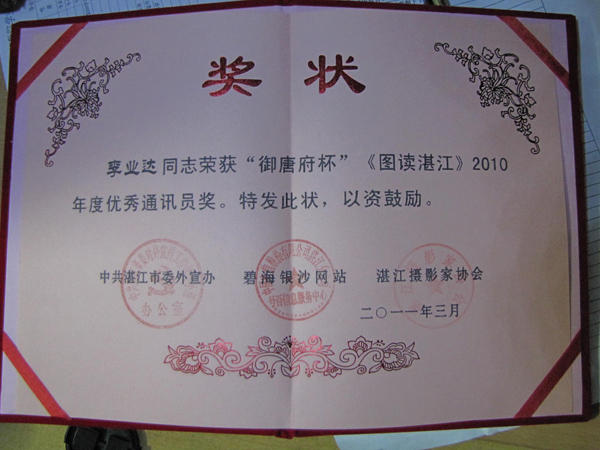 奖状
李业达同志荣获“御唐府杯”《图读湛江》2010
年度优秀通讯员奖。特发此状，以资鼓励。
中共湛江市委外宣办 碧海银沙网站 湛江摄影家协会
办公室
二〇一一年三月